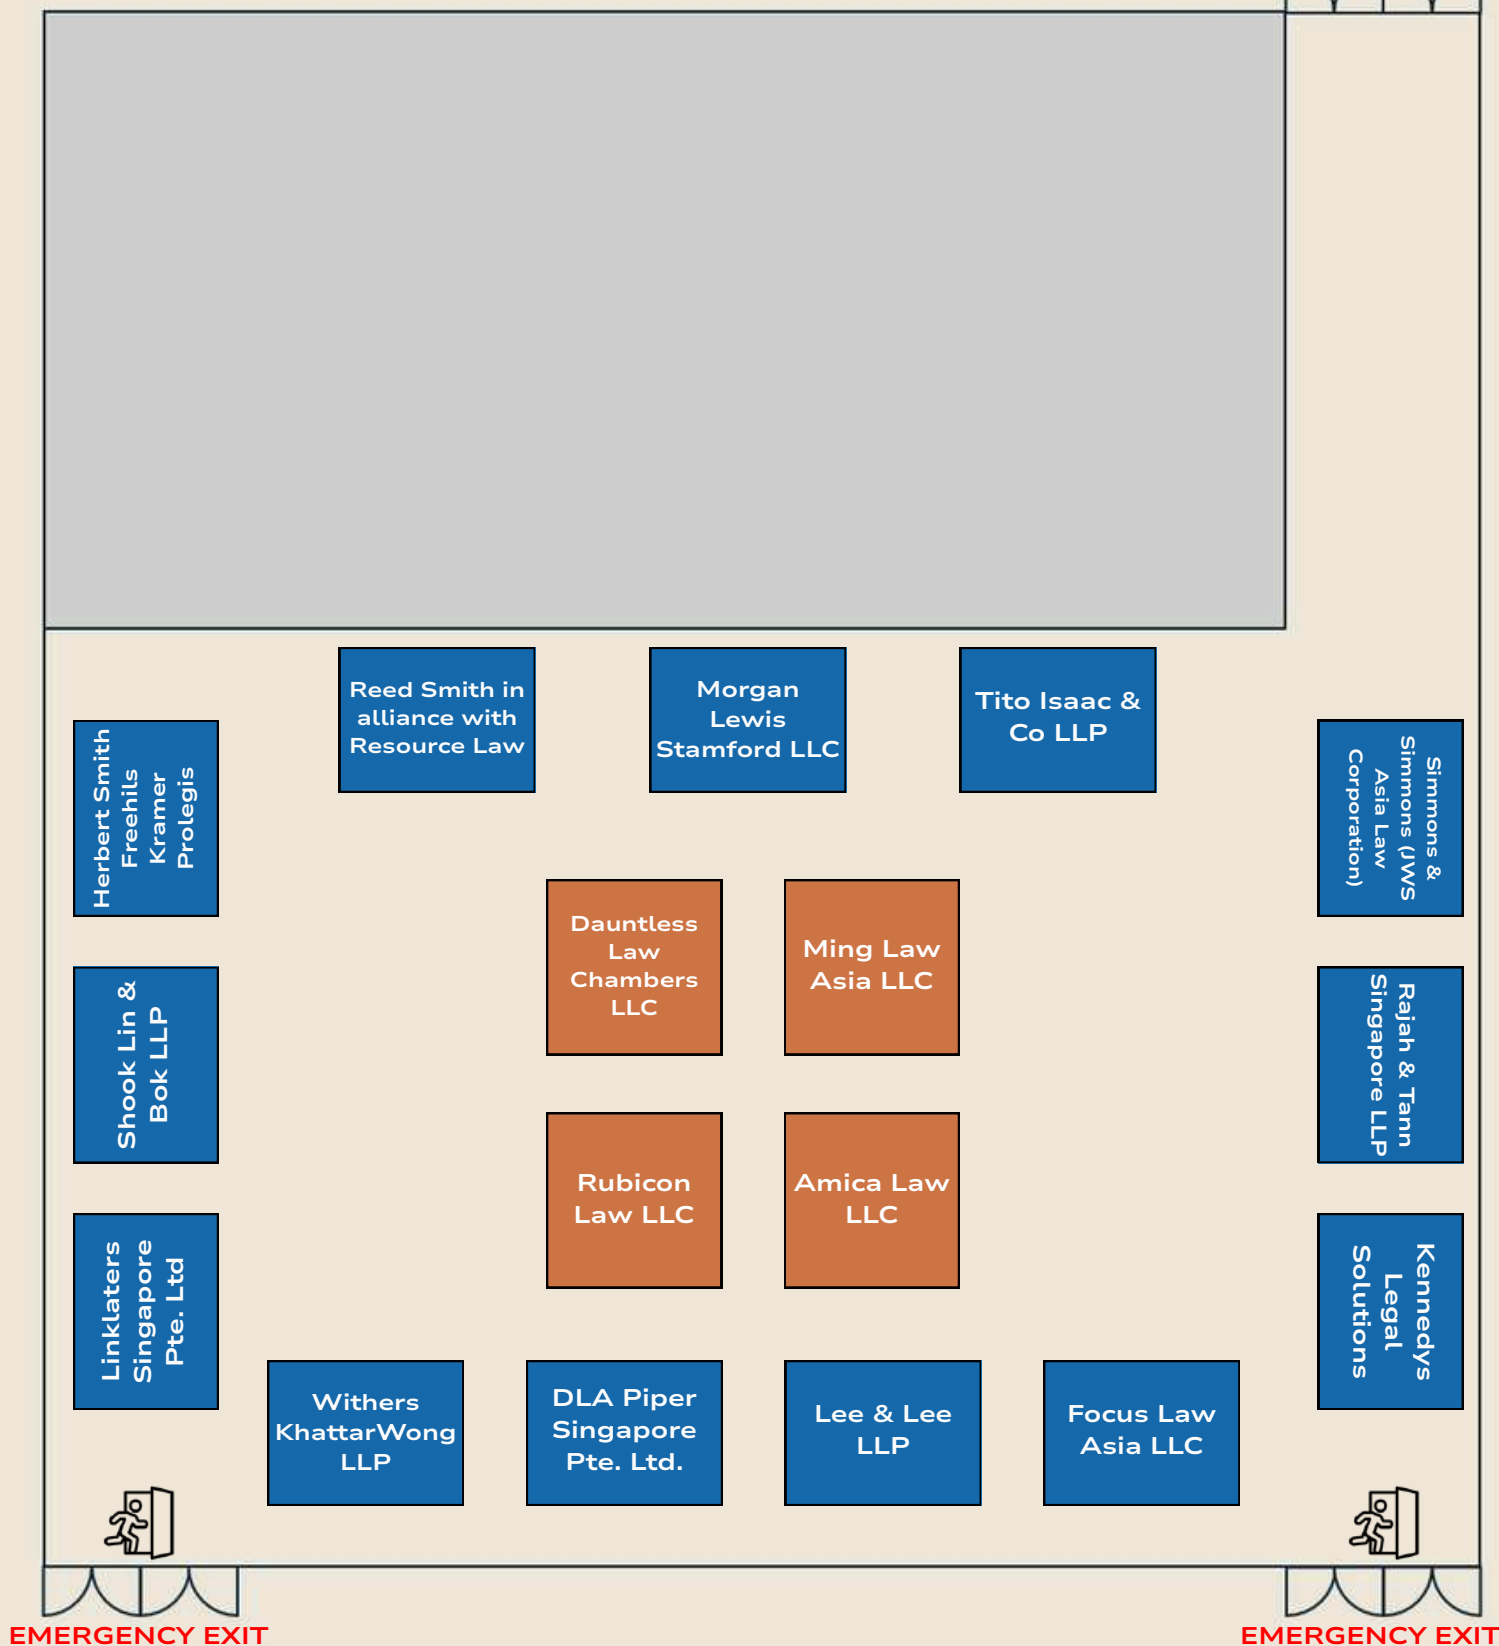 Reed Smith in
alliance with
Resource Law
Morgan
Lewis
Stamford LLC
Tito Isaac &
Co LLP
Herbert Smith
Freehils
Kramer
Prolegis
Simmons &
Simmons (JWS
Asia Law
Corporation)
Dauntless
Law
Chambers
LLC
Ming Law
Asia LLC
Shook Lin &
Bok LLP
Rajah & Tann
Singapore LLP
Rubicon
Law LLC
Amica Law
LLC
Linklaters
Singapore
Pte. Ltd
Kennedys
Legal
Solutions
Withers
KhattarWong
LLP
DLA Piper
Singapore
Pte. Ltd.
Lee & Lee
LLP
Focus Law
Asia LLC
EMERGENCY EXIT
EMERGENCY EXIT